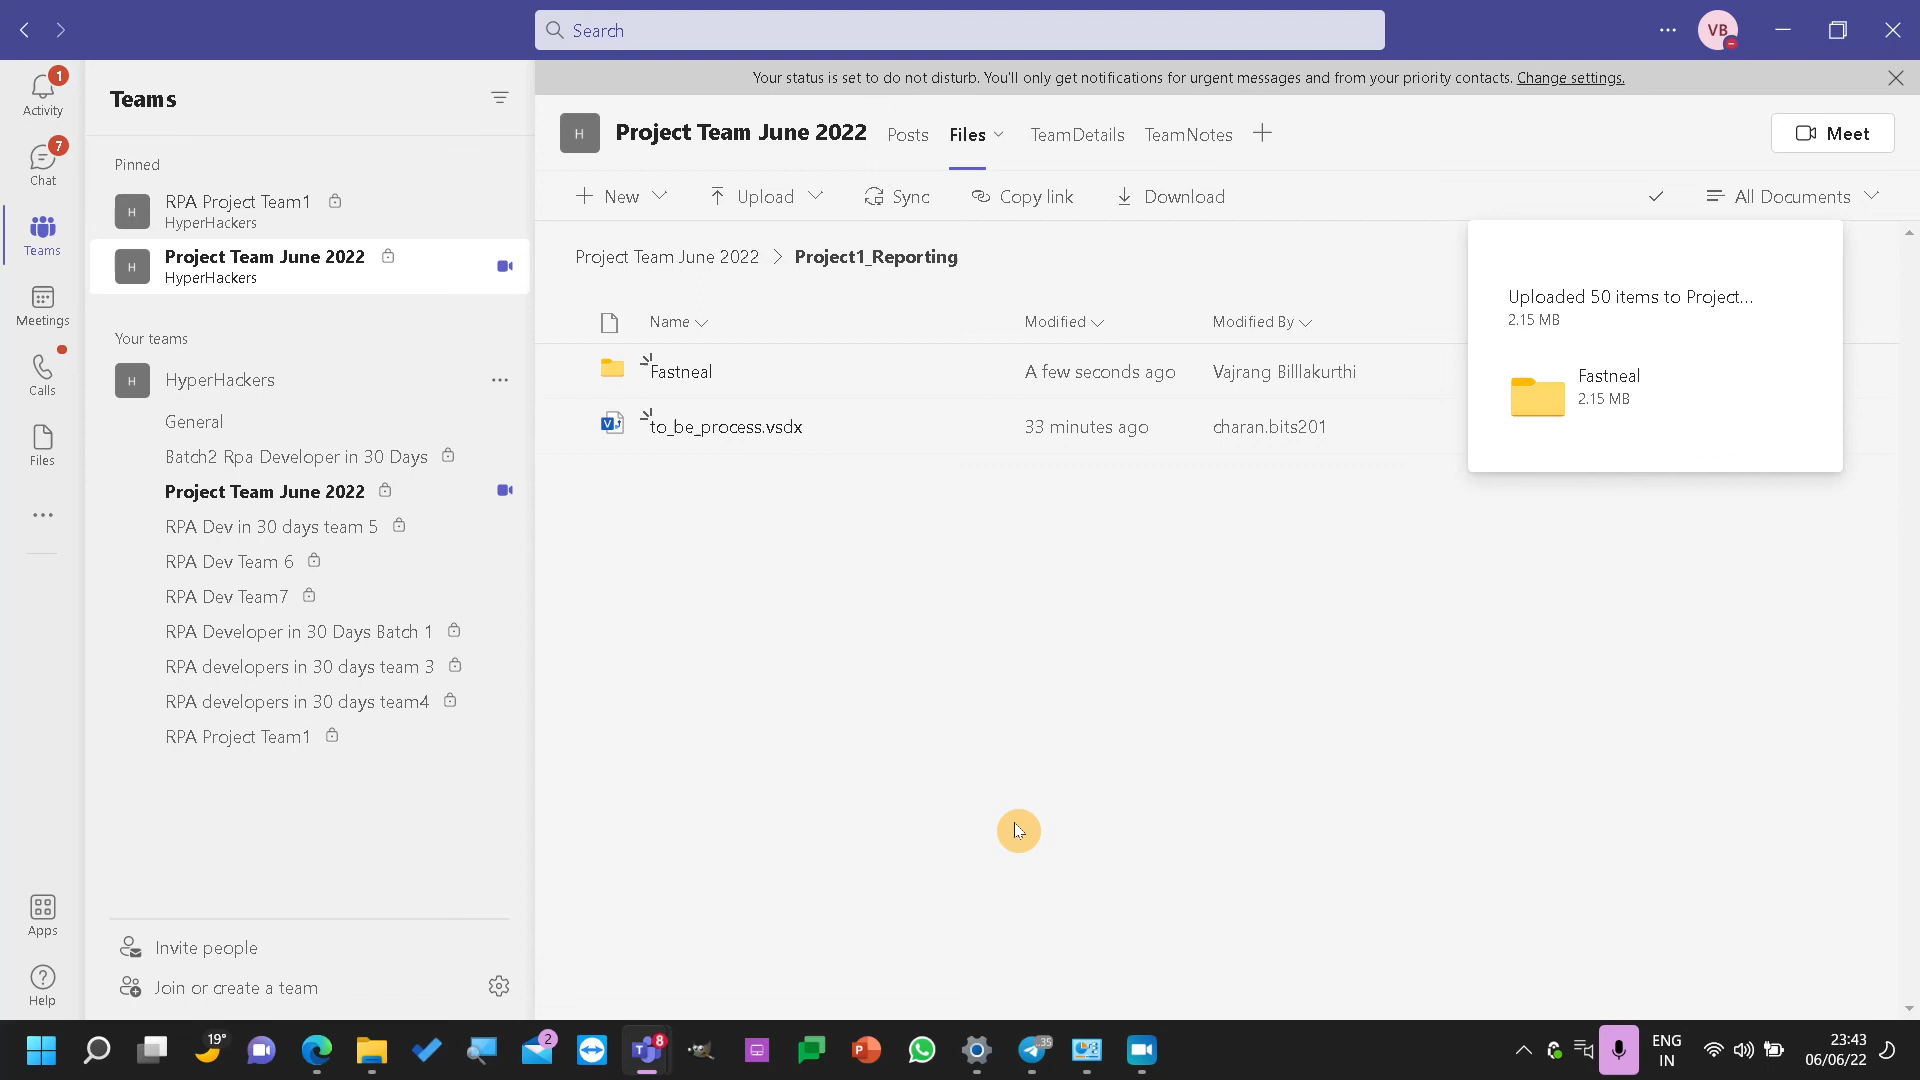 Search
VB
Activity
1
Chat
7
Teams
Meetings
Calls
Files
Apps
Help
Teams
Pinned
H
RPA Project Team1
HyperHackers
H
Project Team June 2022
HyperHackers
Your teams
H
HyperHackers
General
Batch2 Rpa Developer in 30 Days
Project Team June 2022
RPA Dev in 30 days team 5
RPA Dev Team 6
RPA Dev Team7
RPA Developer in 30 Days Batch 1
RPA developers in 30 days team 3
RPA developers in 30 days team4
RPA Project Team1
Invite people
Join or create a team
Your status is set to do not disturb. You'll only get notifications for urgent messages and from your priority contacts. Change settings.
H
Project Team June 2022 Posts Files TeamDetails TeamNotes
Meet
New Upload Sync Copy link Download All Documents
Project Team June 2022 > Project1_Reporting
Name Modified Modified By
Fastneal A few seconds ago Vajrang Billlakurthi
to_be_process.vsdx 33 minutes ago charan.bits201
Uploaded 50 items to Project...
2.15 MB
Fastneal
2.15 MB
19°
2
8
ENG
IN
23:43
06/06/22